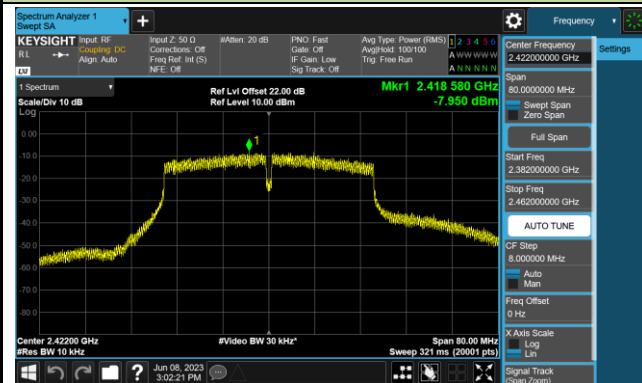 Spectrum Analyzer 1
Swept SA
Frequency
KEYSIGHT
Input: RF
Coupling: DC
Align: Auto
Input Z: 50 Ω
Corrections: Off
Freq Ref: Int (S)
NFE: Off
#Atten: 20 dB
PNO: Fast
Gate: Off
IF Gain: Low
Sig Track: Off
Avg Type: Power (RMS)
Avg|Hold: 100/100
Trig: Free Run
1 2 3 4 5 6
A W W W W W
A N N N N N
RL
LXI
1 Spectrum
Scale/Div 10 dB
Log
Ref Lvl Offset 22.00 dB
Ref Level 10.00 dBm
Mkr1 2.418 580 GHz
-7.950 dBm
1
0.00
-10.0
-20.0
-30.0
-40.0
-50.0
-60.0
-70.0
-80.0
Center 2.42200 GHz
#Res BW 10 kHz
#Video BW 30 kHz*
Span 80.00 MHz
Sweep 321 ms (20001 pts)
Jun 08, 2023
3:02:21 PM
Center Frequency
2.422000000 GHz
Settings
Span
80.0000000 MHz
Swept Span
Zero Span
Full Span
Start Freq
2.382000000 GHz
Stop Freq
2.462000000 GHz
AUTO TUNE
CF Step
8.000000 MHz
Auto
Man
Freq Offset
0 Hz
X Axis Scale
Log
Lin
Signal Track
(Span Zoom)